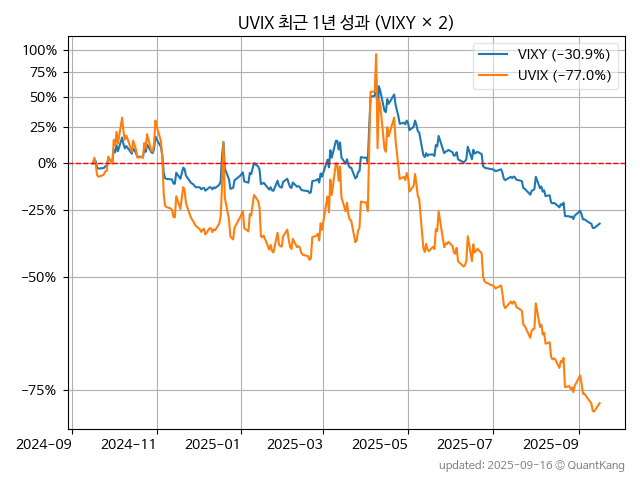 UVIX 최근 1년 성과 (VIXY × 2)
VIXY (−30.9%)
UVIX (−77.0%)
100%
75%
50%
25%
0%
−25%
−50%
−75%
2024-09 2024-11 2025-01 2025-03 2025-05 2025-07 2025-09
updated: 2025-09-16 © QuantKang